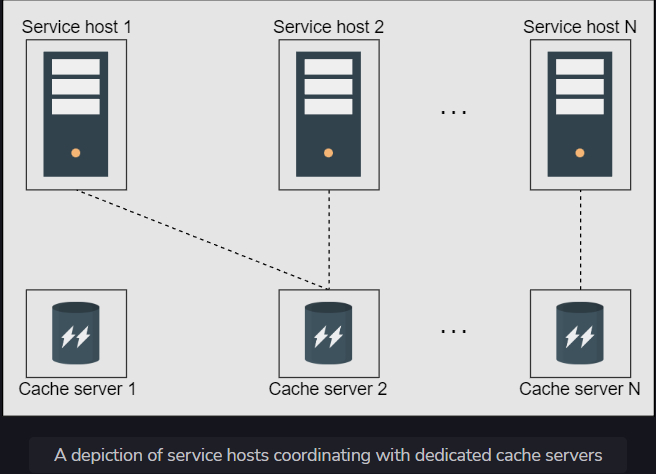 Service host 1
Service host 2
Service host N
. . .
Cache server 1
Cache server 2
Cache server N
. . .
A depiction of service hosts coordinating with dedicated cache servers